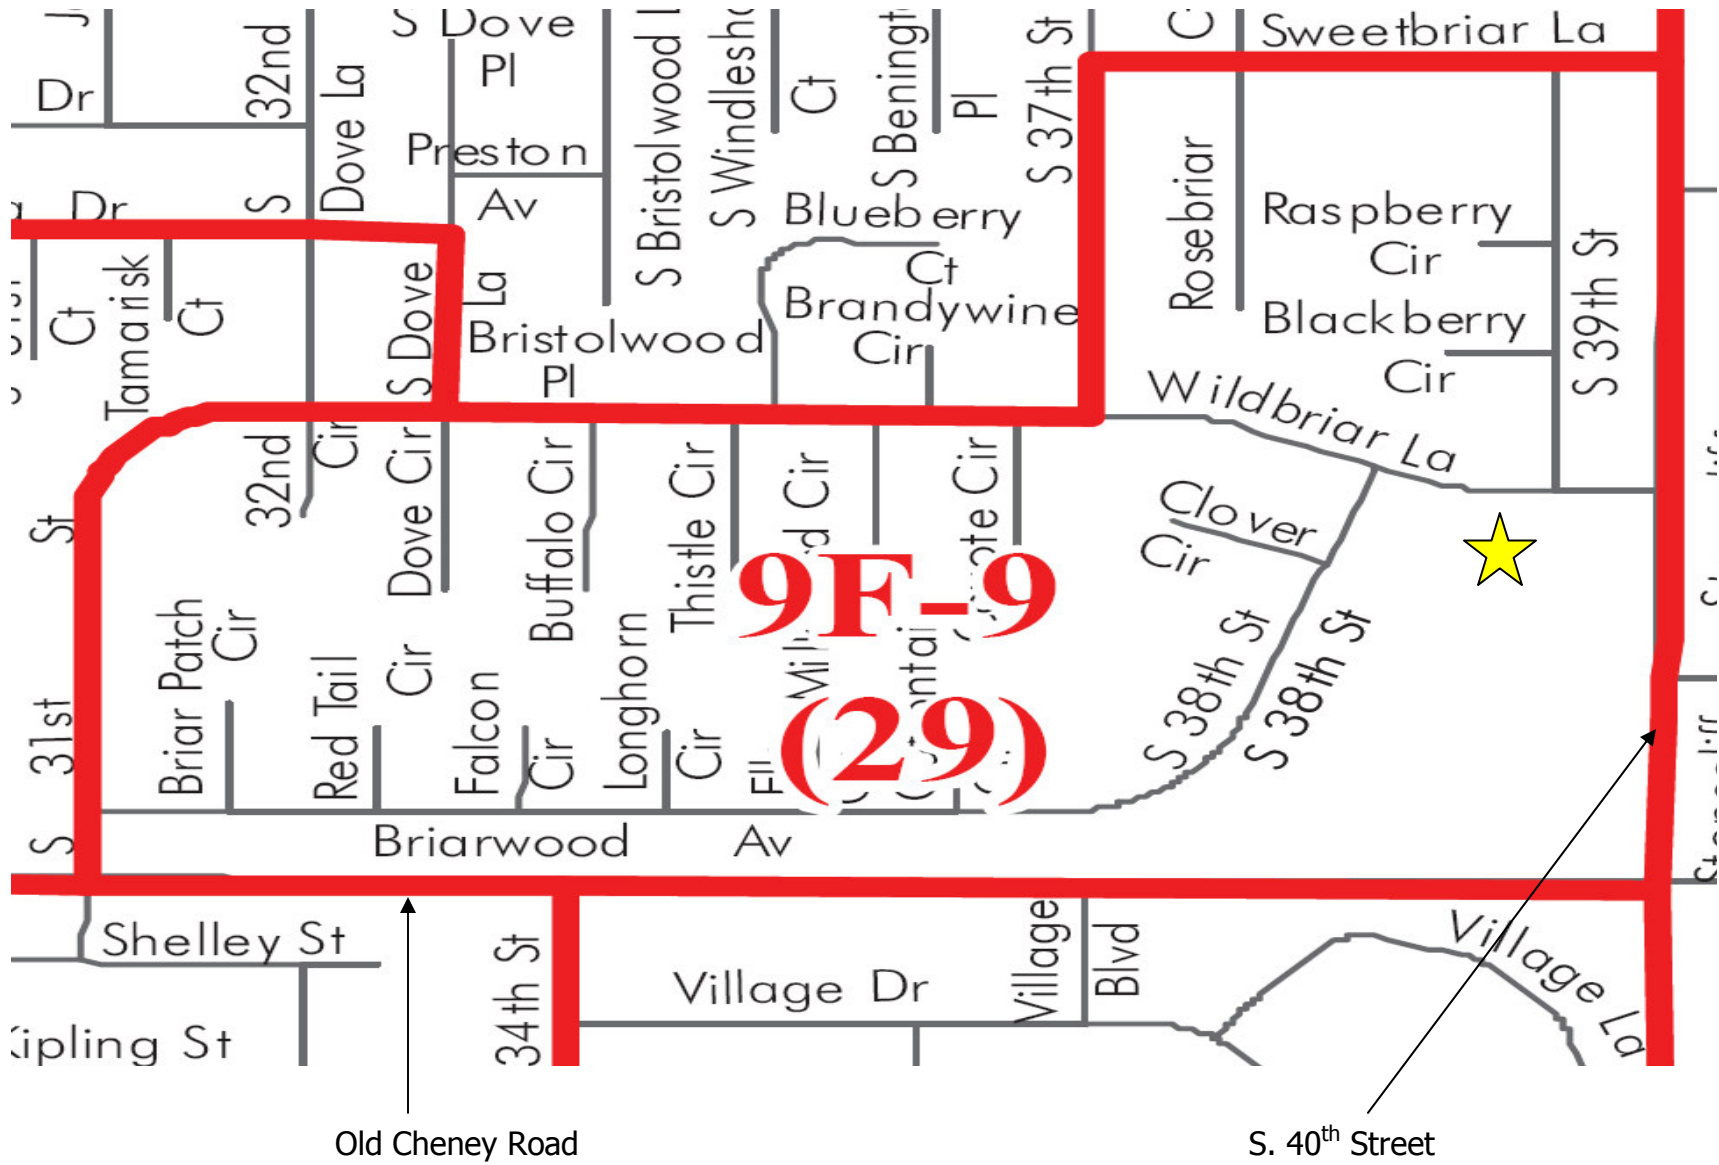 S Dove
Pl
Sweetbriar La
Dr
32nd
S
Dove La
Preston
Av
S Bristolwood
S
Ct
S
Pl
S 37th St
Rosebriar
Raspberry
Cir
Blackberry
Cir
S 39th St
Dr
Blueberry
Ct
Brandywine
Cir
Ct
Tamarisk
Ct
S Dove
La
Bristolwood
Pl
Wildbriar La
32nd
Cir
Dove Cir
Buffalo Cir
Thistle Cir
Cir
Cir
Clover
Cir
9F-9
(29)
S 31st St
Briar Patch
Cir
Red Tail
Cir
Falcon
Cir
Longhorn
Cir
S 38th St
S 38th St
Briarwood Av
Shelley St
34th St
Village Dr
Village
Blvd
Village La
Kipling St
Old Cheney Road
S. 40th Street